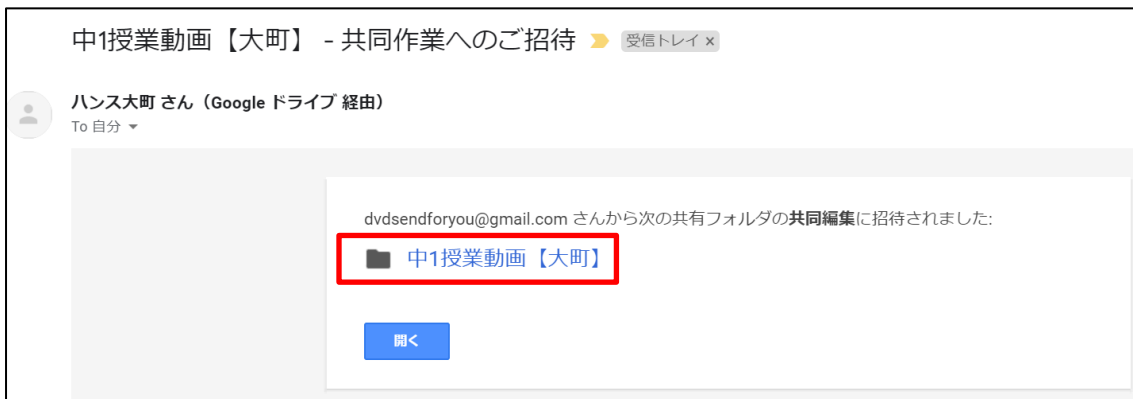 中1授業動画【大町】 - 共同作業へのご招待 受信トレイ x
ハンス大町 さん（Google ドライブ 経由）
To 自分
dvdsendforyou@gmail.com さんから次の共有フォルダの共同編集に招待されました:
中1授業動画【大町】
開く